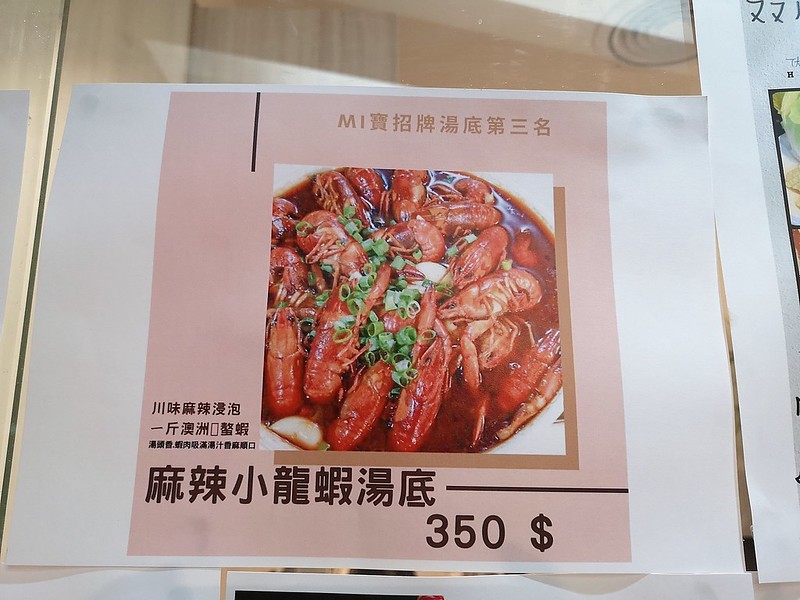 MI寶招牌湯底第三名
川味麻辣浸泡
一斤澳洲▯螯蝦
湯頭香.蝦肉吸滿湯汁香麻順口
麻辣小龍蝦湯底
350 $